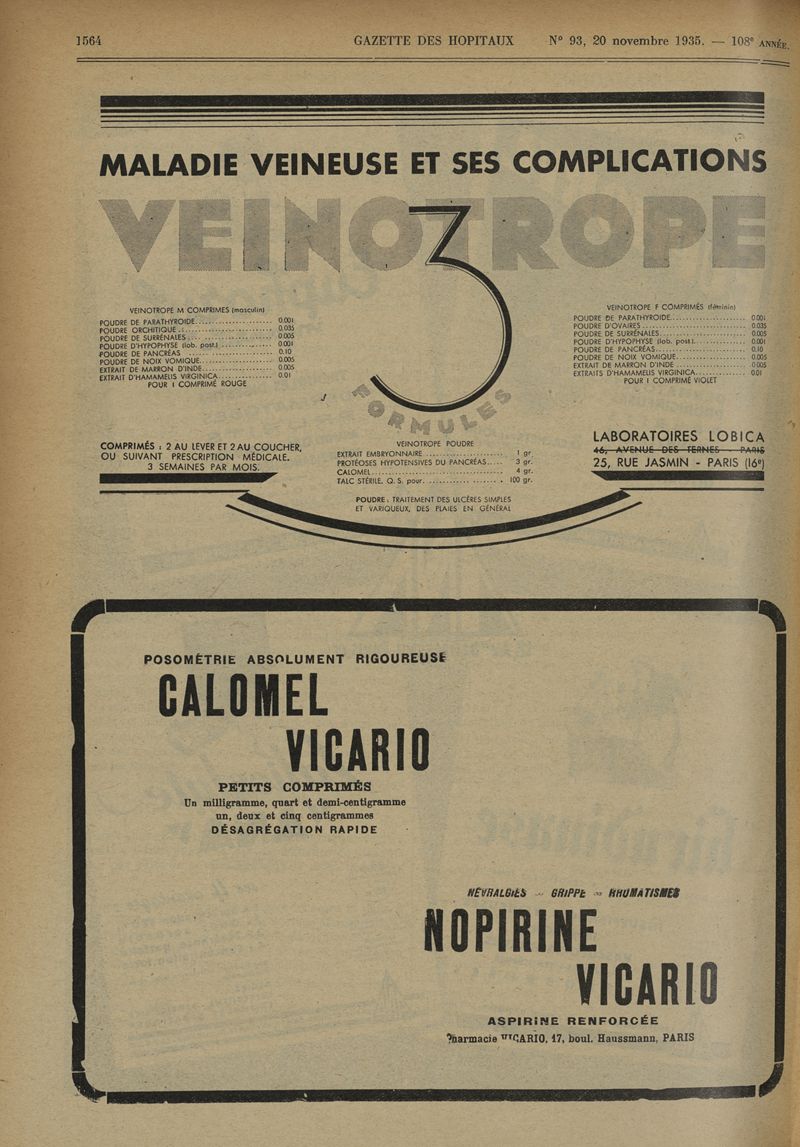 1564 GAZETTE DES HOPITAUX N° 93, 20 novembre 1935. — 108e ANNÉE.
MALADIE VEINEUSE ET SES COMPLICATIONS
VEINOTROPE
3
FORMULES
VEINOTROPE M COMPRIMES (masculin)
POUDRE DE PARATHYROIDE...................... 0.001
POUDRE ORCHITIQUE........................... 0.035
POUDRE DE SURRÉNALES...................... 0.005
POUDRE D'HYPOPHYSE (lob. post.)............... 0.001
POUDRE DE PANCRÉAS ........................ 0.10
POUDRE DE NOIX VOMIQUE.................... 0.005
EXTRAIT DE MARRON D'INDE................... 0.005
EXTRAIT D'HAMAMELIS VIRGINICA............... 0.01
POUR 1 COMPRIMÉ ROUGE
VEINOTROPE F COMPRIMÉS (féminin)
POUDRE DE PARATHYROIDE...................... 0.001
POUDRE D'OVAIRES............................. 0.035
POUDRE DE SURRÉNALES........................ 0.005
POUDRE D'HYPOPHYSE (lob. post.)................ 0.001
POUDRE DE PANCRÉAS.......................... 0.10
POUDRE DE NOIX VOMIQUE..................... 0.005
EXTRAIT DE MARRON D'INDE .................... 0.005
EXTRAITS D'HAMAMELIS VIRGINICA............... 0.01
POUR 1 COMPRIMÉ VIOLET
COMPRIMÉS : 2 AU LEVER ET 2 AU COUCHER,
OU SUIVANT PRESCRIPTION MÉDICALE.
3 SEMAINES PAR MOIS.
VEINOTROPE POUDRE
EXTRAIT EMBRYONNAIRE........................ 1 gr.
PROTÉOSES HYPOTENSIVES DU PANCRÉAS..... 3 gr.
CALOMEL........................................ 4 gr.
TALC STÉRILE. Q. S. pour. ....................... 100 gr.
POUDRE : TRAITEMENT DES ULCÈRES SIMPLES
ET VARIQUEUX, DES PLAIES EN GÉNÉRAL
LABORATOIRES LOBICA
46, AVENUE DES TERNES - PARIS
25, RUE JASMIN - PARIS (16e)
POSOMÉTRIE ABSOLUMENT RIGOUREUSE
CALOMEL
VICARIO
PETITS COMPRIMÉS
Un milligramme, quart et demi-centigramme
un, deux et cinq centigrammes
DÉSAGRÉGATION RAPIDE
NÉVRALGIES - GRIPPE - RHUMATISMES
NOPIRINE
VICARIO
ASPIRINE RENFORCÉE
Pharmacie VICARIO, 17, boul. Haussmann, PARIS